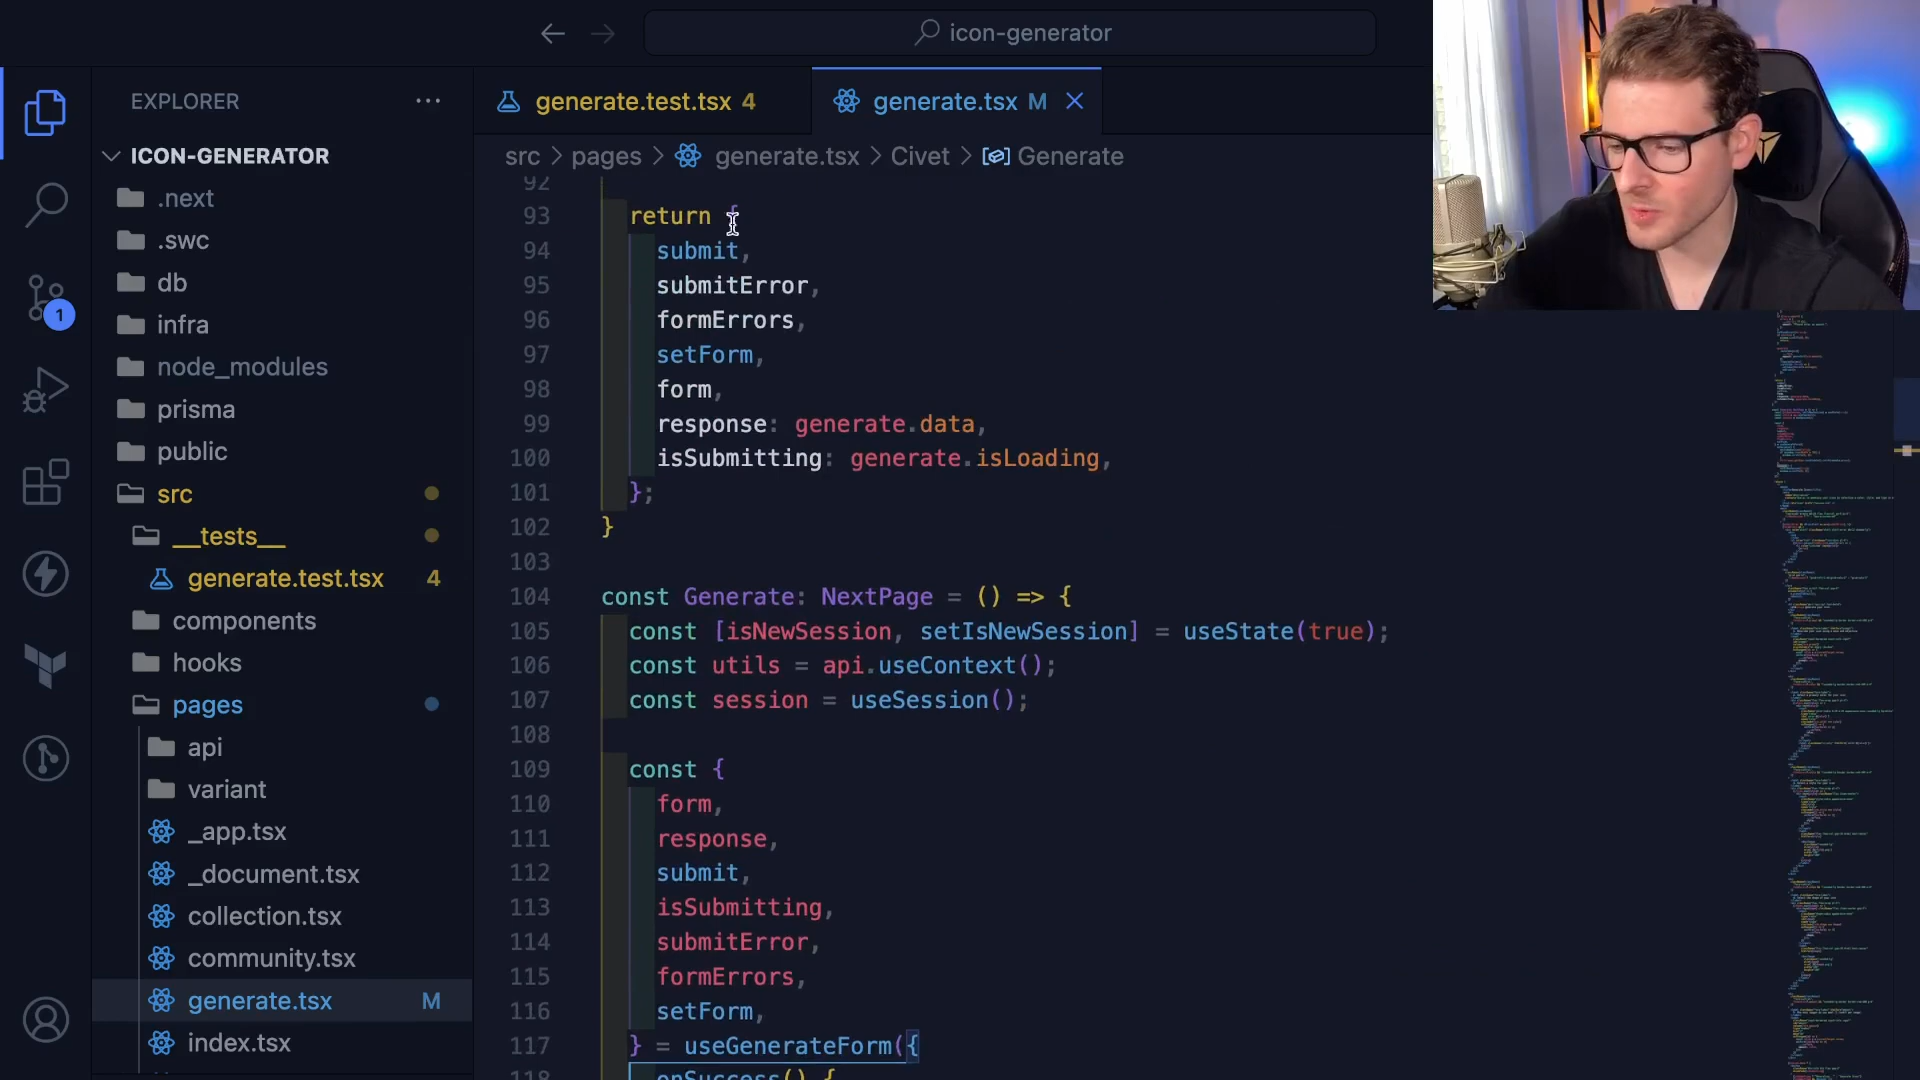 icon-generator
EXPLORER
generate.test.tsx 4
generate.tsx M
ICON-GENERATOR
src > pages > generate.tsx > Civet > Generate
.next
.swc
db
infra
node_modules
prisma
public
src
__tests__
generate.test.tsx 4
components
hooks
pages
api
variant
_app.tsx
_document.tsx
collection.tsx
community.tsx
generate.tsx M
index.tsx
1
92
93 return {
94 submit,
95 submitError,
96 formErrors,
97 setForm,
98 form,
99 response: generate.data,
100 isSubmitting: generate.isLoading,
101 };
102 }
103
104 const Generate: NextPage = () => {
105 const [isNewSession, setIsNewSession] = useState(true);
106 const utils = api.useContext();
107 const session = useSession();
108
109 const {
110 form,
111 response,
112 submit,
113 isSubmitting,
114 submitError,
115 formErrors,
116 setForm,
117 } = useGenerateForm({
118 onSuccess() {